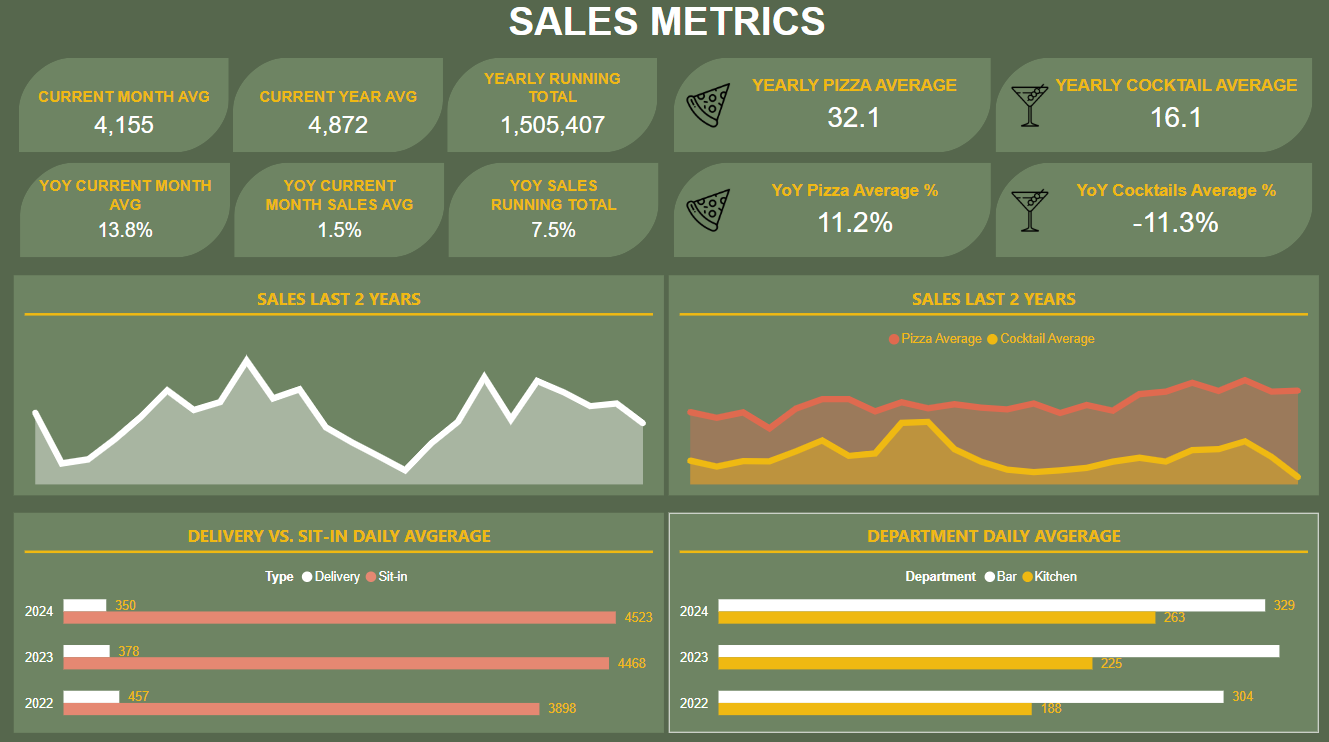 SALES METRICS
CURRENT MONTH AVG
4,155
CURRENT YEAR AVG
4,872
YEARLY RUNNING
TOTAL
1,505,407
YEARLY PIZZA AVERAGE
32.1
YEARLY COCKTAIL AVERAGE
16.1
YOY CURRENT MONTH
AVG
13.8%
YOY CURRENT
MONTH SALES AVG
1.5%
YOY SALES
RUNNING TOTAL
7.5%
YoY Pizza Average %
11.2%
YoY Cocktails Average %
-11.3%
SALES LAST 2 YEARS
SALES LAST 2 YEARS
Pizza Average Cocktail Average
DELIVERY VS. SIT-IN DAILY AVGERAGE
Type Delivery Sit-in
2024
350
4523
2023
378
4468
2022
457
3898
DEPARTMENT DAILY AVGERAGE
Department Bar Kitchen
2024
329
263
2023
225
2022
304
188